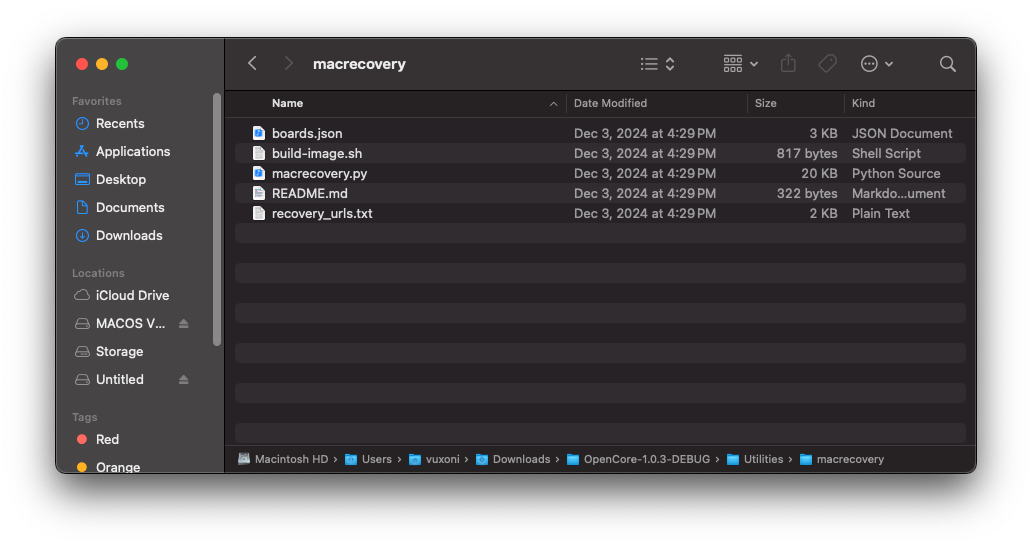 macrecovery
Favorites
Recents
Applications
Desktop
Documents
Downloads
Locations
iCloud Drive
MACOS V...
Storage
Untitled
Tags
Red
Orange
Name Date Modified Size Kind
boards.json Dec 3, 2024 at 4:29 PM 3 KB JSON Document
build-image.sh Dec 3, 2024 at 4:29 PM 817 bytes Shell Script
macrecovery.py Dec 3, 2024 at 4:29 PM 20 KB Python Source
README.md Dec 3, 2024 at 4:29 PM 322 bytes Markdo...ument
recovery_urls.txt Dec 3, 2024 at 4:29 PM 2 KB Plain Text
Macintosh HD › Users › vuxoni › Downloads › OpenCore-1.0.3-DEBUG › Utilities › macrecovery